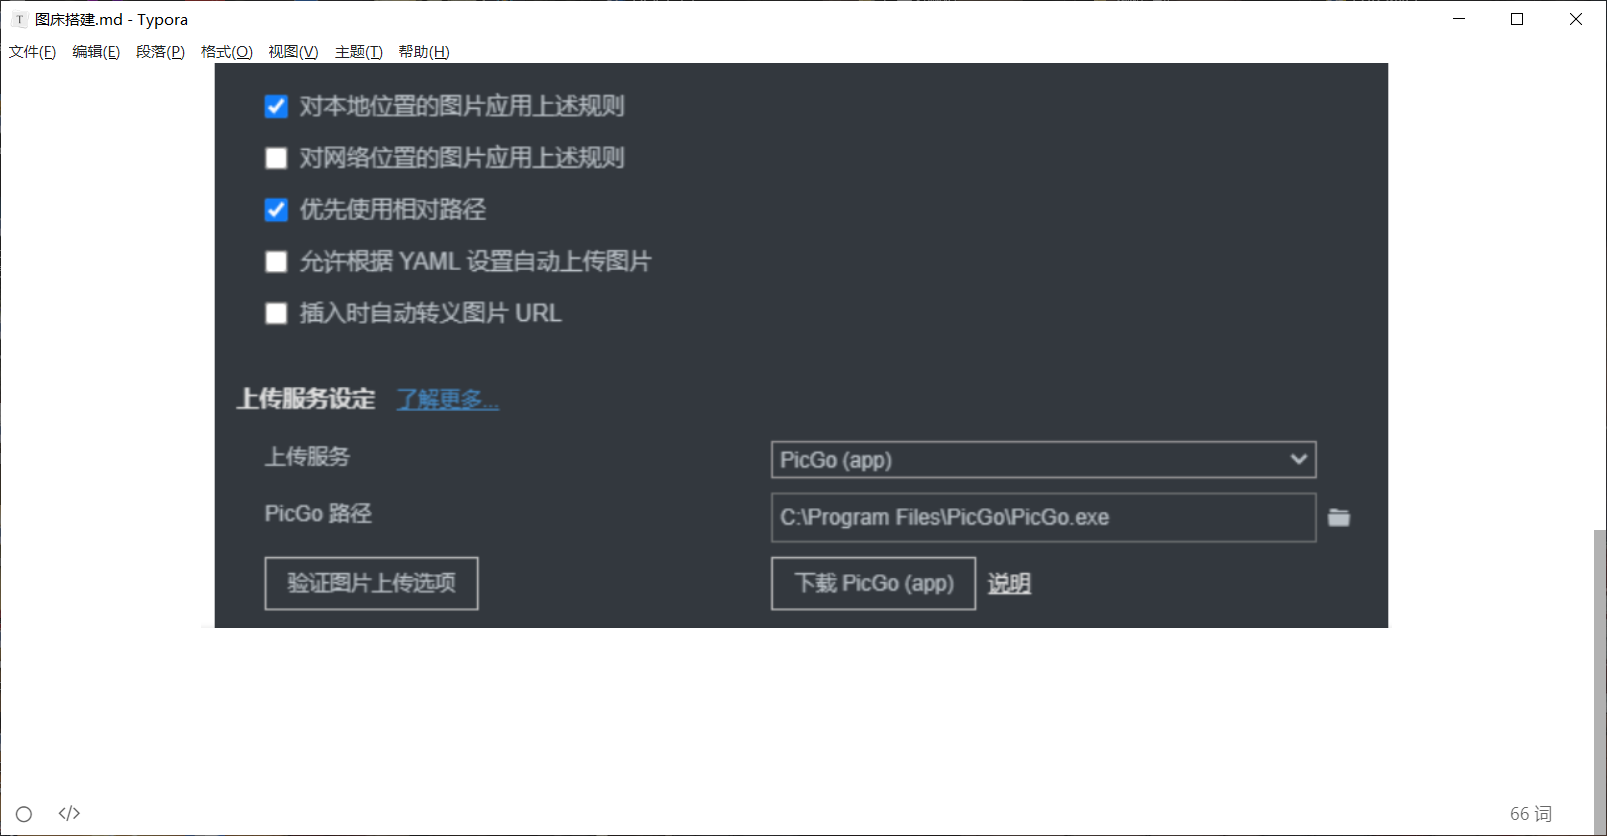 图床搭建.md - Typora
文件(F) 编辑(E) 段落(P) 格式(O) 视图(V) 主题(T) 帮助(H)
对本地位置的图片应用上述规则
对网络位置的图片应用上述规则
优先使用相对路径
允许根据 YAML 设置自动上传图片
插入时自动转义图片 URL
上传服务设定 了解更多...
上传服务 PicGo (app)
PicGo 路径 C:\Program Files\PicGo\PicGo.exe
验证图片上传选项 下载 PicGo (app) 说明
66 词